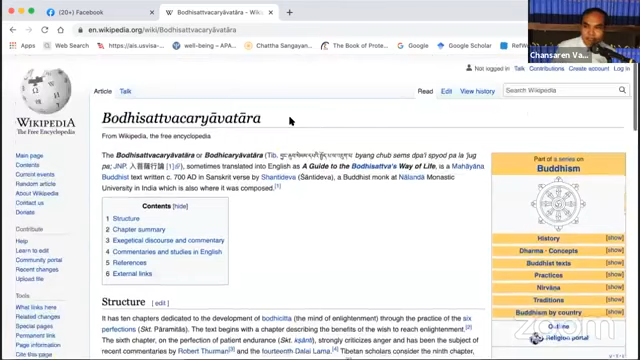 (20+) Facebook
Bodhisattvacaryāvatāra - Wiki
en.wikipedia.org/wiki/Bodhisattvacaryāvatāra
Apps
Web Search
https://ais.usvisa-...
well-being – APA...
Chattha Sangayan...
The Book of Prote...
Google
Google Scholar
RefWo
Chansaren Va...
Not logged in Talk Contributions Create account Log in
Article Talk
Read Edit View history
Search Wikipedia
WIKIPEDIA
The Free Encyclopedia
Main page
Contents
Current events
Random article
About Wikipedia
Contact us
Donate
Contribute
Help
Learn to edit
Community portal
Recent changes
Upload file
Tools
What links here
Related changes
Special pages
Permanent link
Page information
Bodhisattvacaryāvatāra
From Wikipedia, the free encyclopedia
The Bodhisattvacaryāvatāra or Bodhicaryāvatāra (Tib. byang chub sems dpa'i spyod pa la 'jug
pa; JNP. 入菩薩行論 [1]), sometimes translated into English as A Guide to the Bodhisattva's Way of Life, is a Mahāyāna
Buddhist text written c. 700 AD in Sanskrit verse by Shantideva (Śāntideva), a Buddhist monk at Nālandā Monastic
University in India which is also where it was composed.[1]
Contents [hide]
1 Structure
2 Chapter summary
3 Exegetical discourse and commentary
4 Commentaries and studies in English
5 References
6 External links
Structure [ edit ]
It has ten chapters dedicated to the development of bodhicitta (the mind of enlightenment) through the practice of the six
perfections (Skt. Pāramitās). The text begins with a chapter describing the benefits of the wish to reach enlightenment.[2]
The sixth chapter, on the perfection of patient endurance (Skt. kṣānti), strongly criticizes anger and has been the subject of
recent commentaries by Robert Thurman[3] and the fourteenth Dalai Lama.[4] Tibetan scholars consider the ninth chapter,
Part of a series on
Buddhism
History [show]
Dharma · Concepts [show]
Buddhist texts [show]
Practices [show]
Nirvāṇa [show]
Traditions [show]
Buddhism by country [show]
Outline
Religion portal
zoom